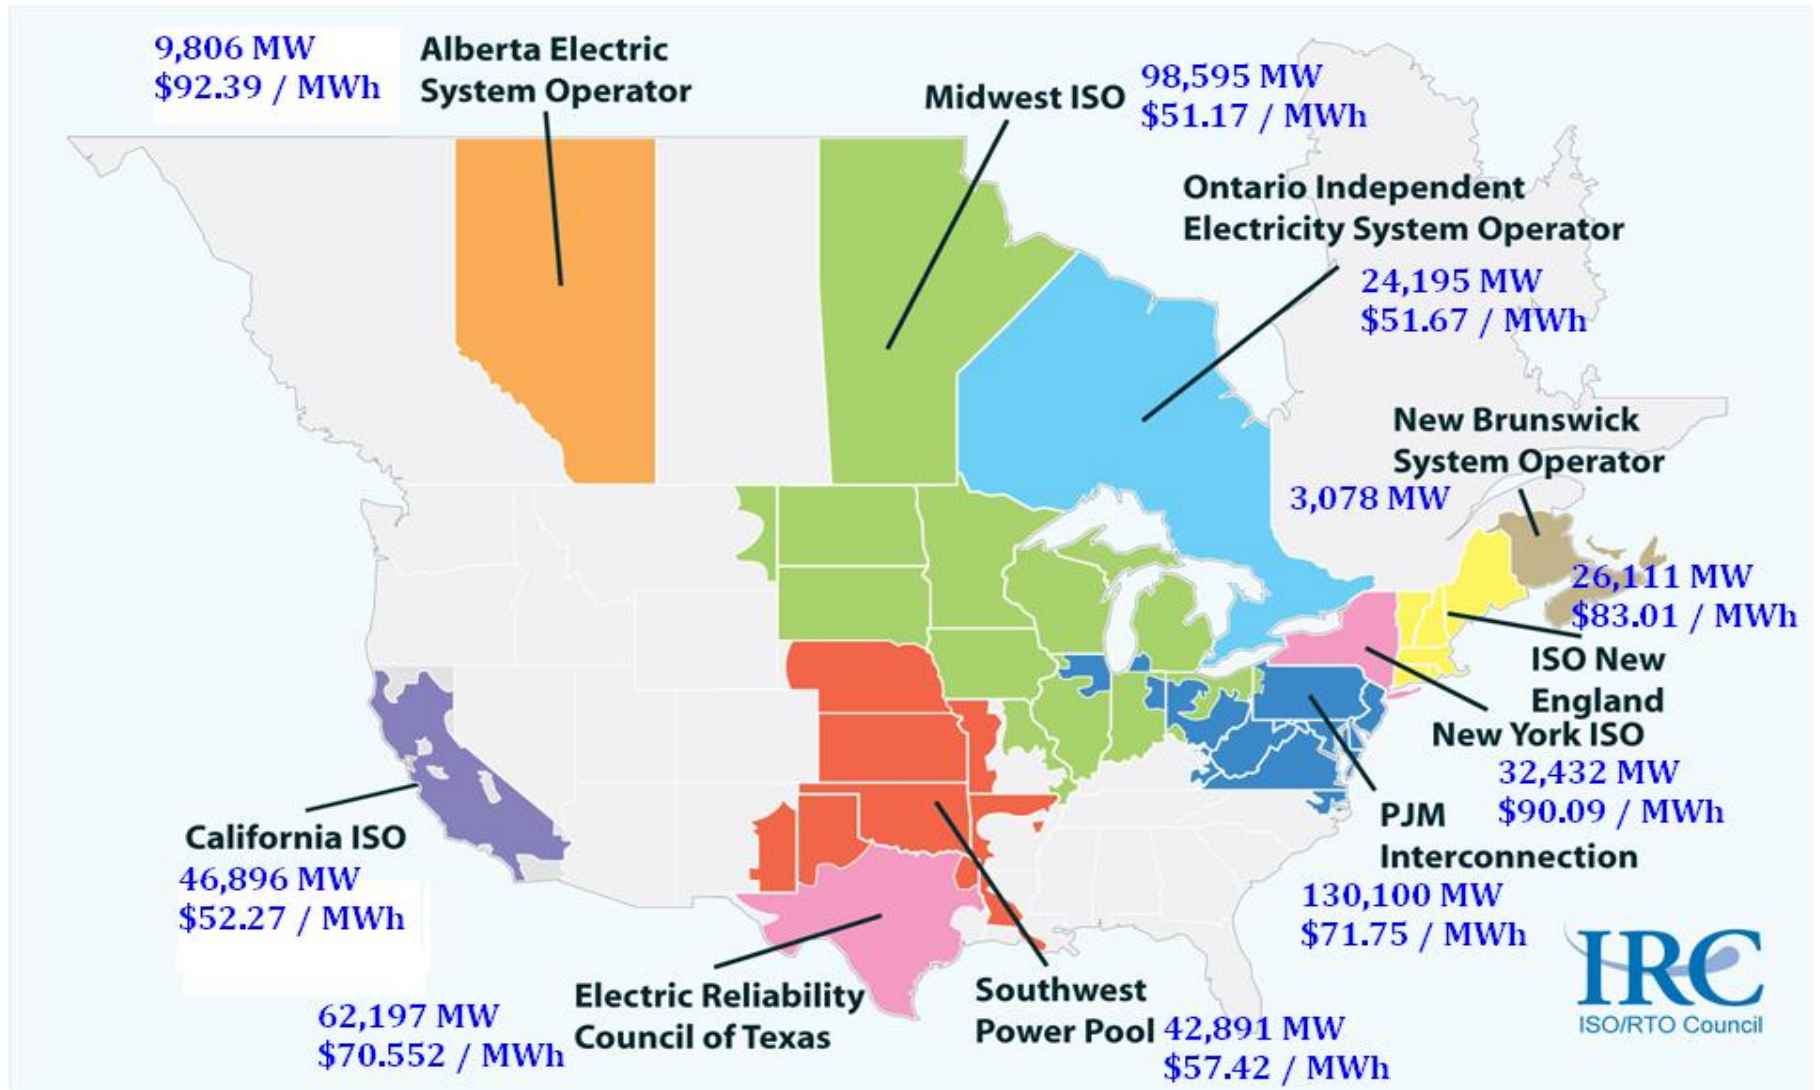 9,806 MW
$92.39 / MWh
Alberta Electric
System Operator
Midwest ISO
98,595 MW
$51.17 / MWh
Ontario Independent
Electricity System Operator
24,195 MW
$51.67 / MWh
New Brunswick
System Operator
3,078 MW
26,111 MW
$83.01 / MWh
ISO New
England
New York ISO
32,432 MW
$90.09 / MWh
PJM
Interconnection
130,100 MW
$71.75 / MWh
California ISO
46,896 MW
$52.27 / MWh
Electric Reliability
Council of Texas
62,197 MW
$70.552 / MWh
Southwest
Power Pool
42,891 MW
$57.42 / MWh
IRC
ISO/RTO Council